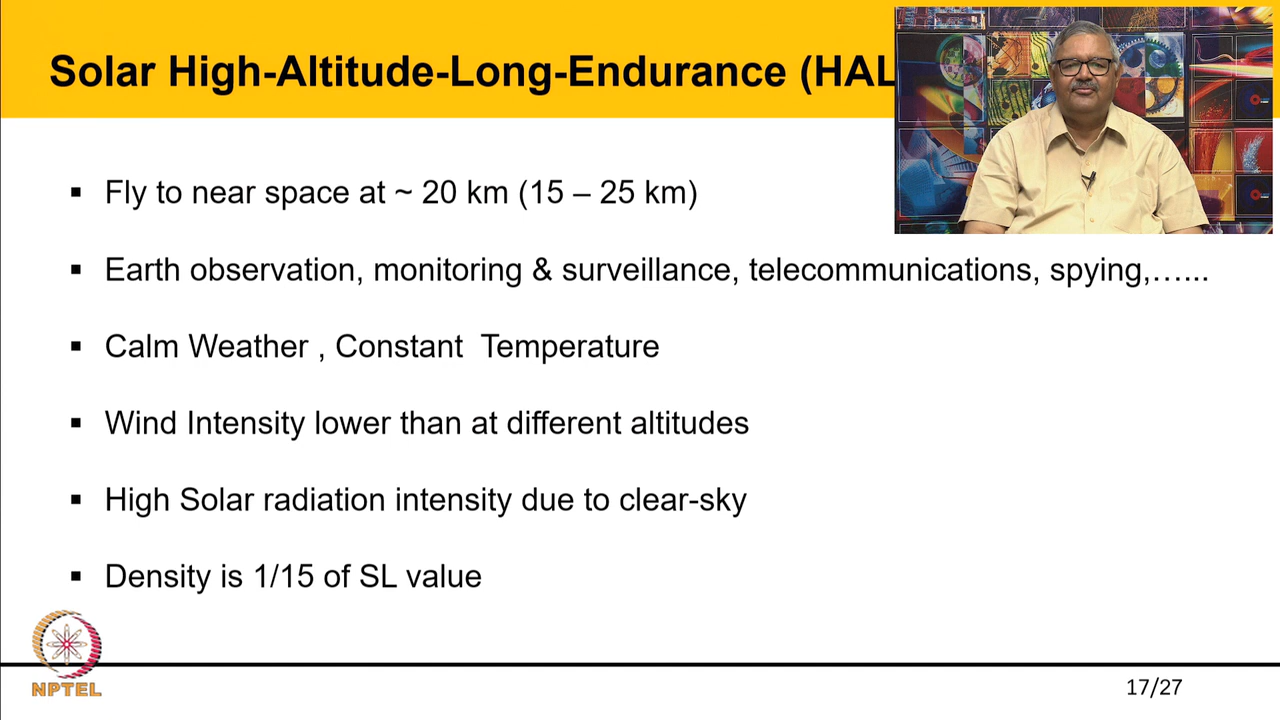 Solar High-Altitude-Long-Endurance (HAL
▪ Fly to near space at ~ 20 km (15 – 25 km)
▪ Earth observation, monitoring & surveillance, telecommunications, spying,…...
▪ Calm Weather , Constant  Temperature
▪ Wind Intensity lower than at different altitudes
▪ High Solar radiation intensity due to clear-sky
▪ Density is 1/15 of SL value
NPTEL
17/27